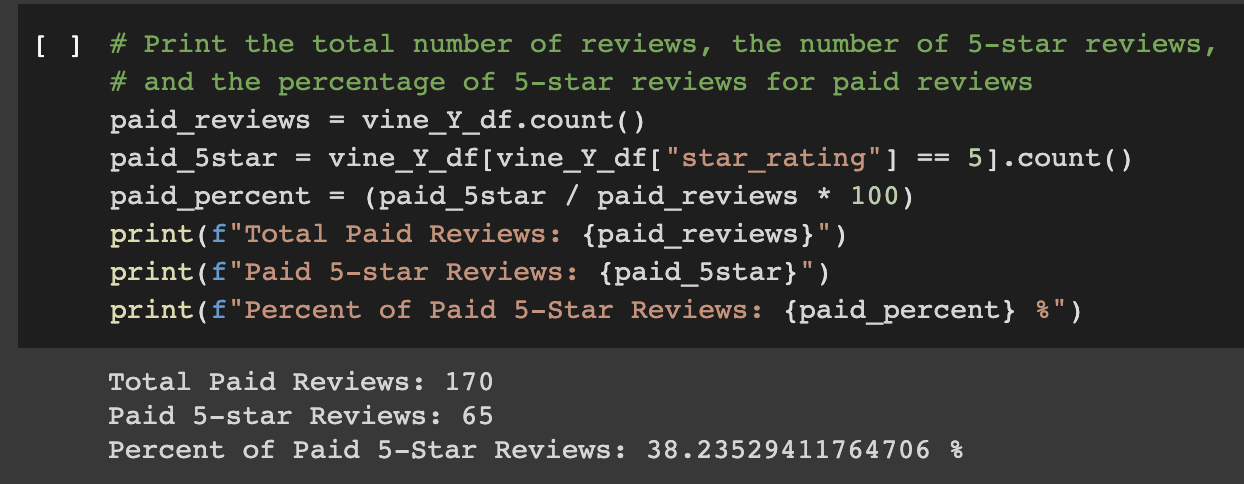 [ ] # Print the total number of reviews, the number of 5-star reviews,
# and the percentage of 5-star reviews for paid reviews
paid_reviews = vine_Y_df.count()
paid_5star = vine_Y_df[vine_Y_df["star_rating"] == 5].count()
paid_percent = (paid_5star / paid_reviews * 100)
print(f"Total Paid Reviews: {paid_reviews}")
print(f"Paid 5-star Reviews: {paid_5star}")
print(f"Percent of Paid 5-Star Reviews: {paid_percent} %")
Total Paid Reviews: 170
Paid 5-star Reviews: 65
Percent of Paid 5-Star Reviews: 38.23529411764706 %